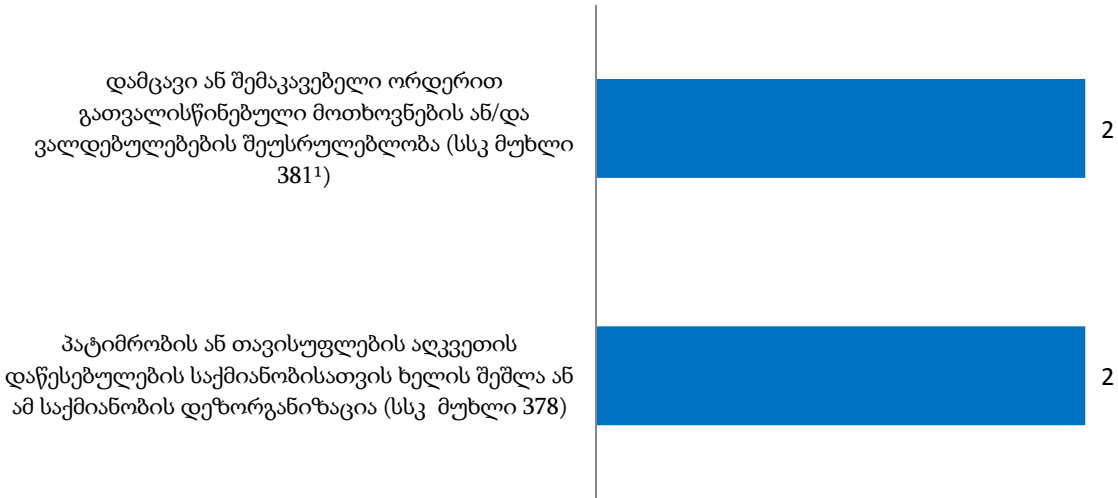 დამცავი ან შემაკავებელი ორდერით
გათვალისწინებული მოთხოვნების ან/და
ვალდებულებების შეუსრულებლობა (სსკ მუხლი
381¹)
2
პატიმრობის ან თავისუფლების აღკვეთის
დაწესებულების საქმიანობისათვის ხელის შეშლა ან
ამ საქმიანობის დეზორგანიზაცია (სსკ მუხლი 378)
2